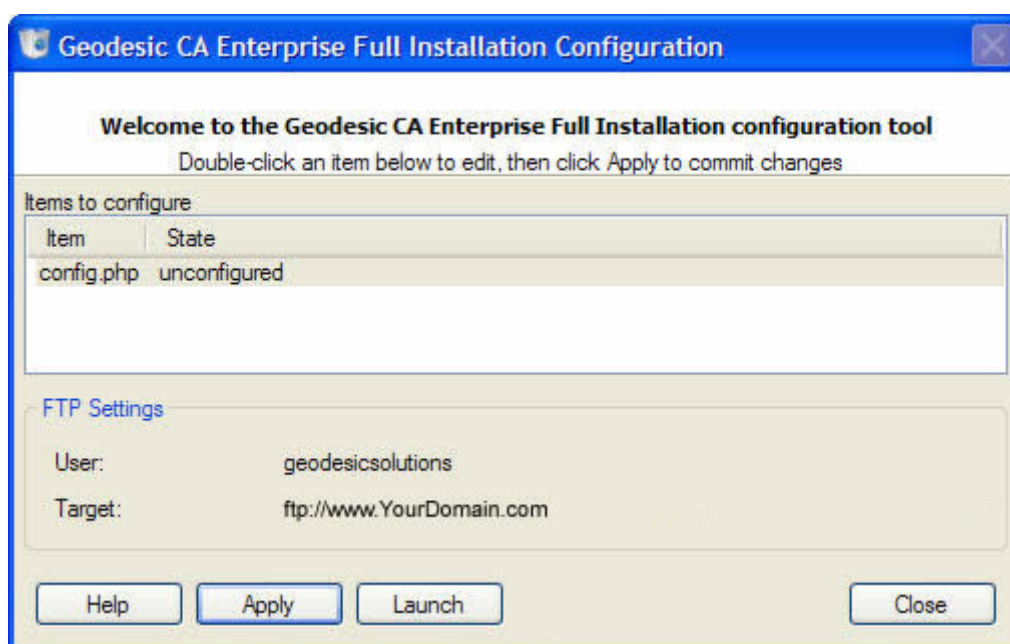 Geodesic CA Enterprise Full Installation Configuration
Welcome to the Geodesic CA Enterprise Full Installation configuration tool
Double-click an item below to edit, then click Apply to commit changes
Items to configure
Item State
config.php unconfigured
FTP Settings
User: geodesicsolutions
Target: ftp://www.YourDomain.com
Help Apply Launch Close